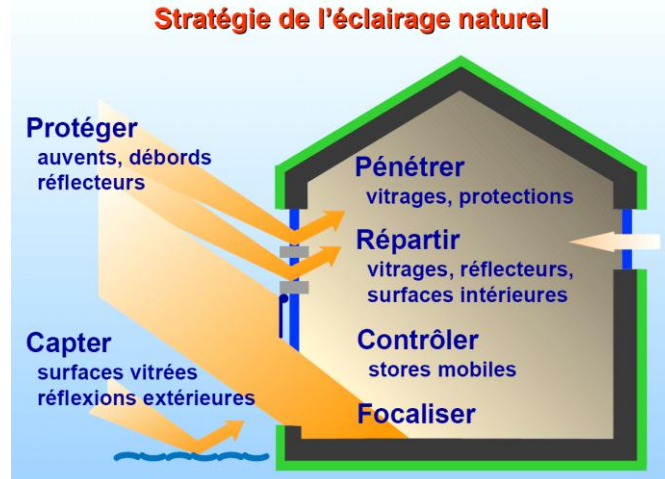 Stratégie de l'éclairage naturel
Protéger
auvents, débords
réflecteurs
Capter
surfaces vitrées
réflexions extérieures
Pénétrer
vitrages, protections
Répartir
vitrages, réflecteurs,
surfaces intérieures
Contrôler
stores mobiles
Focaliser